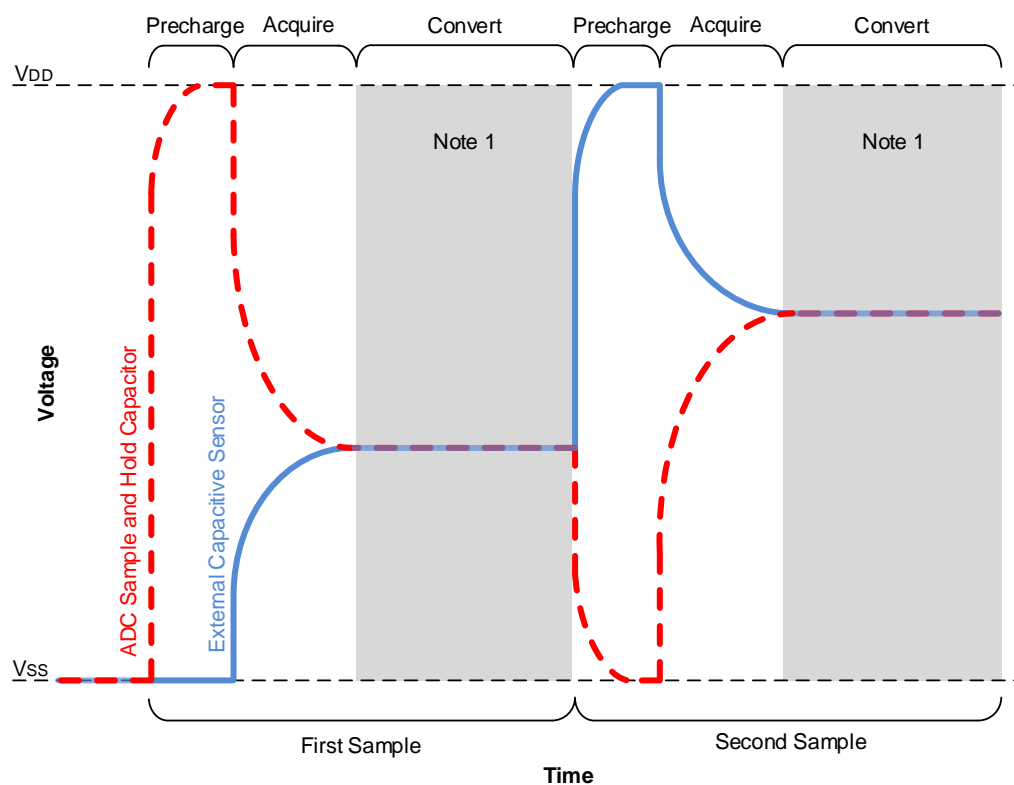 Precharge Acquire Convert Precharge Acquire Convert
VDD
Note 1 Note 1
Voltage
ADC Sample and Hold Capacitor
External Capacitive Sensor
VSS
First Sample Second Sample
Time